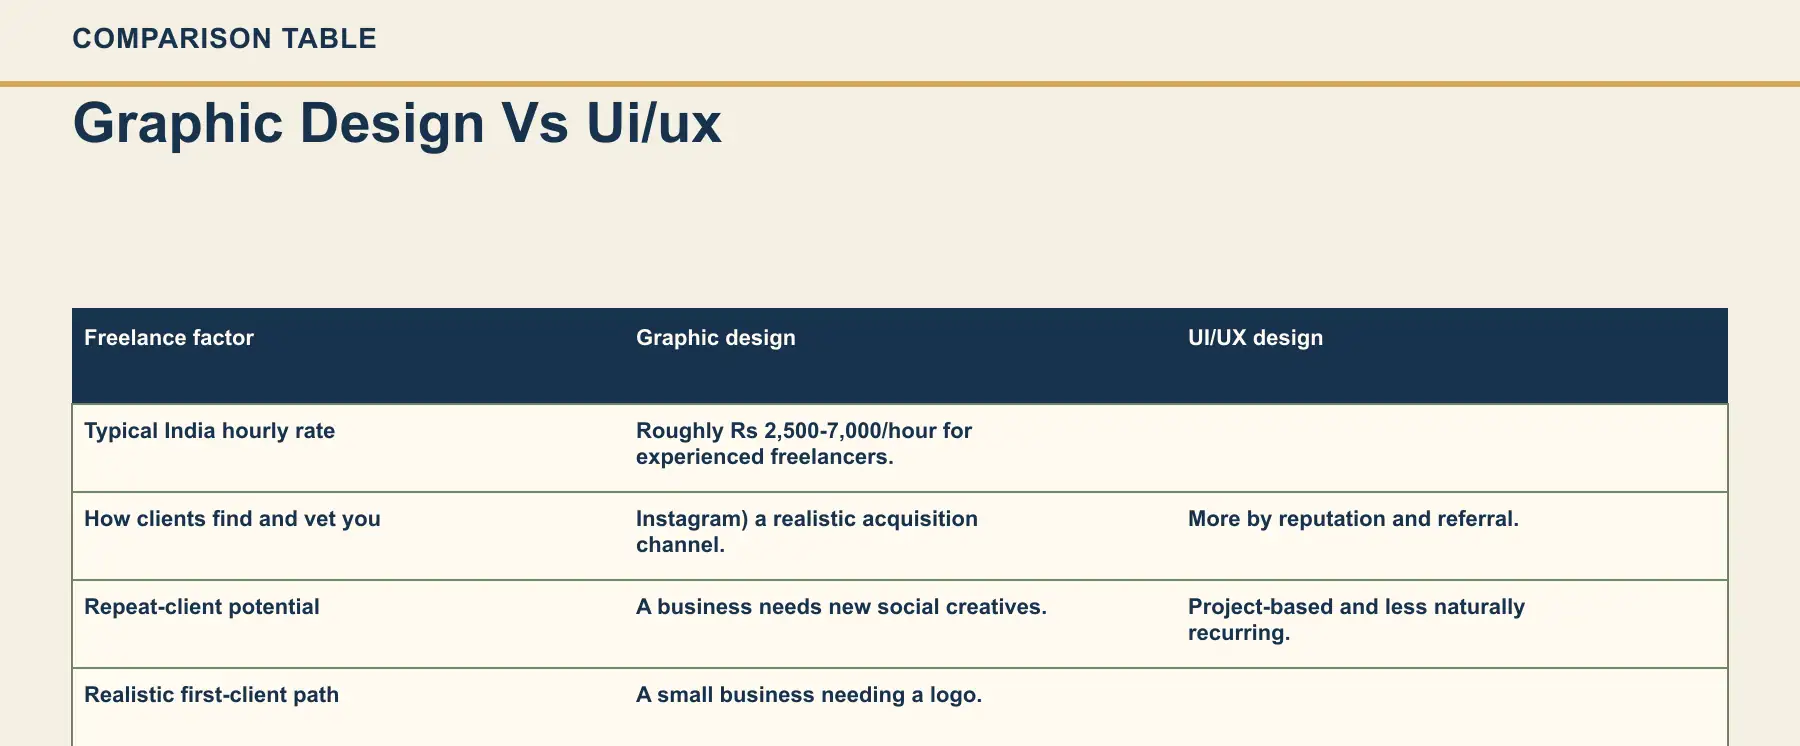 COMPARISON TABLE
Graphic Design Vs Ui/ux
Freelance factor
Graphic design
UI/UX design
Typical India hourly rate
Roughly Rs 2,500-7,000/hour for
experienced freelancers.
How clients find and vet you
Instagram) a realistic acquisition
channel.
More by reputation and referral.
Repeat-client potential
A business needs new social creatives.
Project-based and less naturally
recurring.
Realistic first-client path
A small business needing a logo.